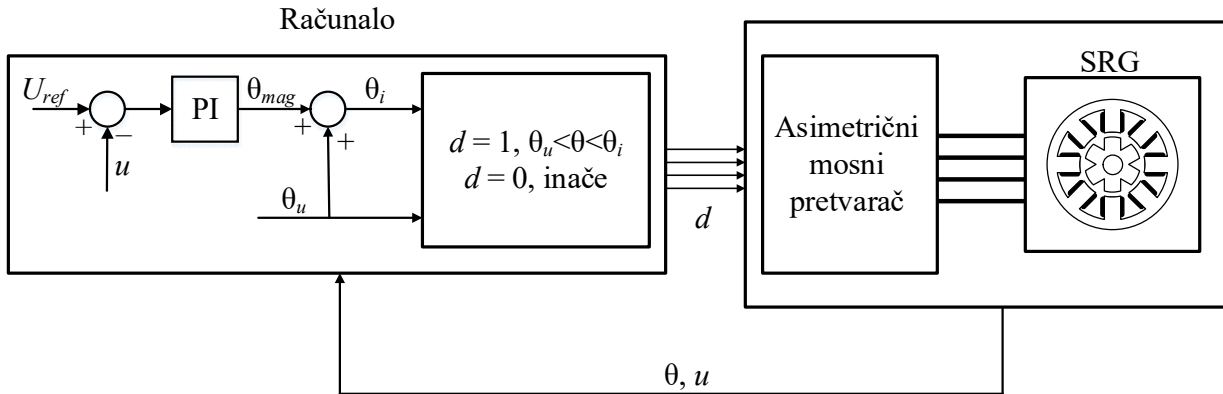 Računalo
U_ref
+
−
u
PI
θ_mag
+
+
θ_i
θ_u
d = 1, θ_u<θ<θ_i
d = 0, inače
d
Asimetrični
mosni
pretvarač
SRG
θ, u